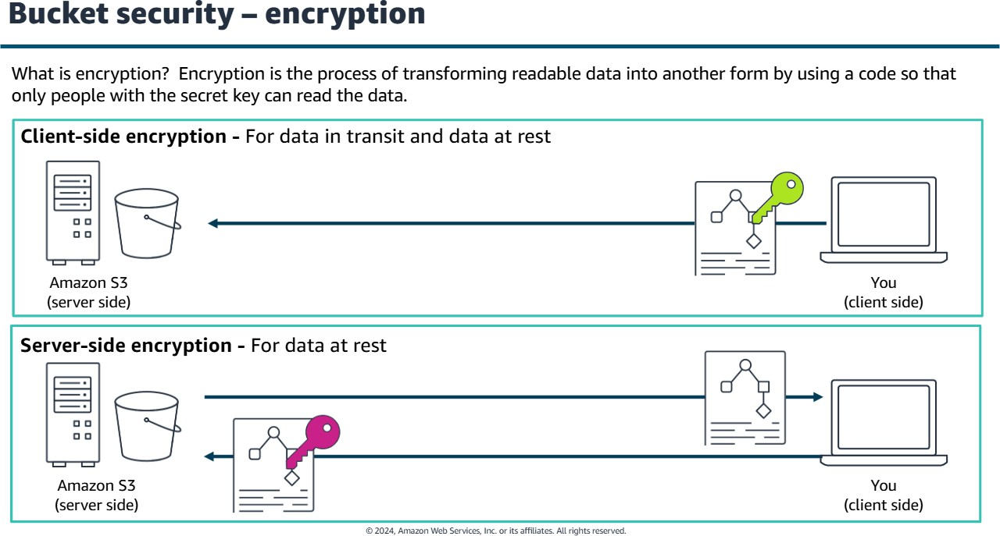 Bucket security – encryption
What is encryption?  Encryption is the process of transforming readable data into another form by using a code so that
only people with the secret key can read the data.
Client-side encryption - For data in transit and data at rest
Amazon S3
(server side)
You
(client side)
Server-side encryption - For data at rest
Amazon S3
(server side)
You
(client side)
© 2024, Amazon Web Services, Inc. or its affiliates. All rights reserved.